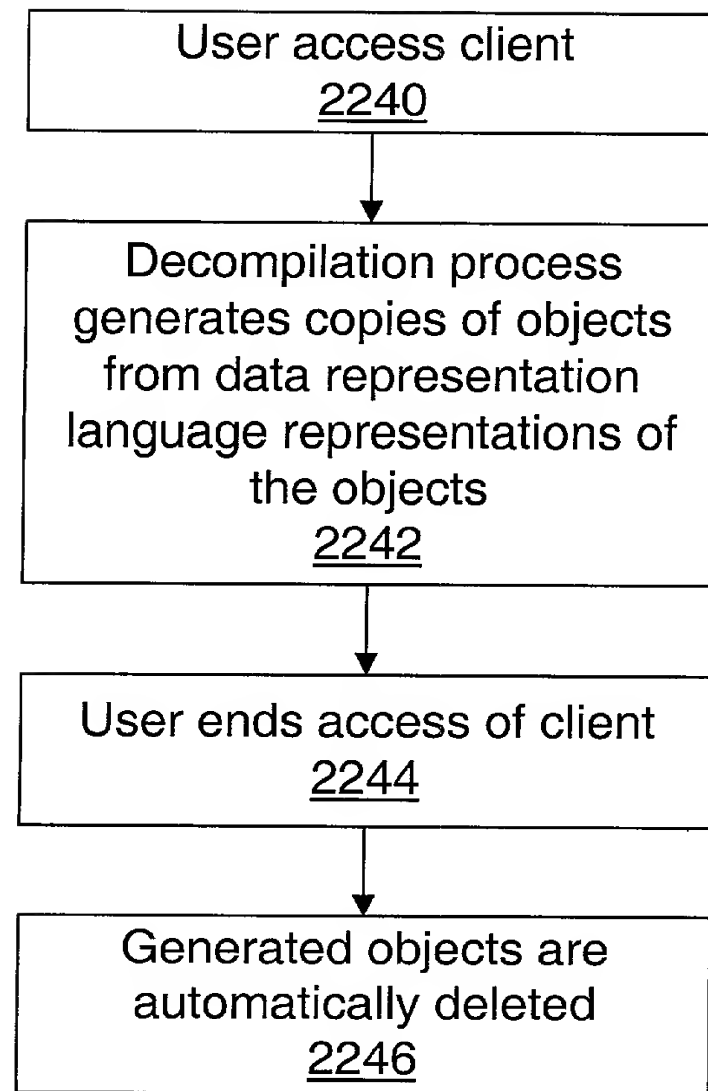 User access client
2240
Decompilation process
generates copies of objects
from data representation
language representations of
the objects
2242
User ends access of client
2244
Generated objects are
automatically deleted
2246